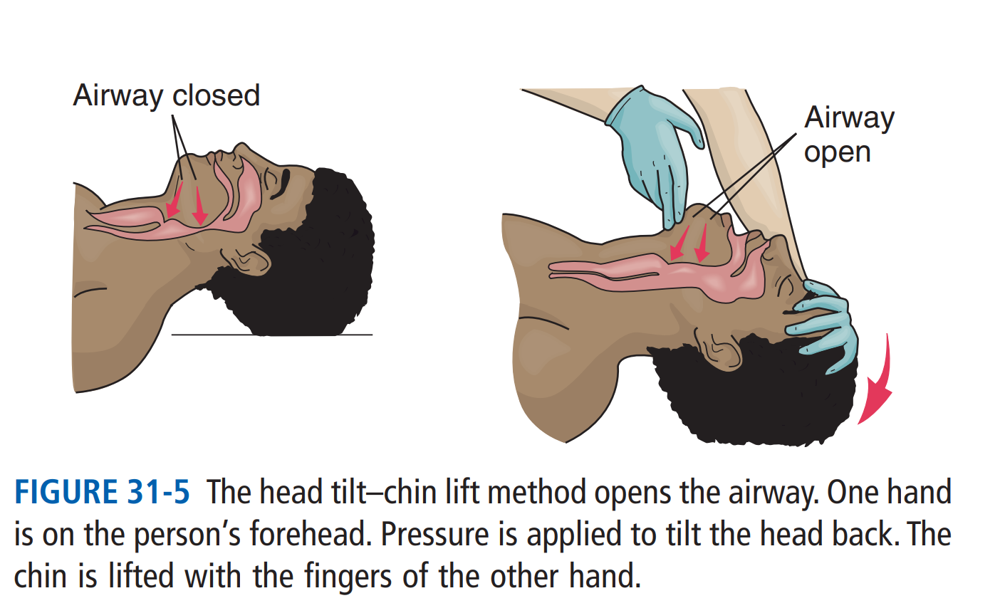 Airway closed
Airway
open
FIGURE 31-5 The head tilt–chin lift method opens the airway. One hand
is on the person’s forehead. Pressure is applied to tilt the head back. The
chin is lifted with the fingers of the other hand.